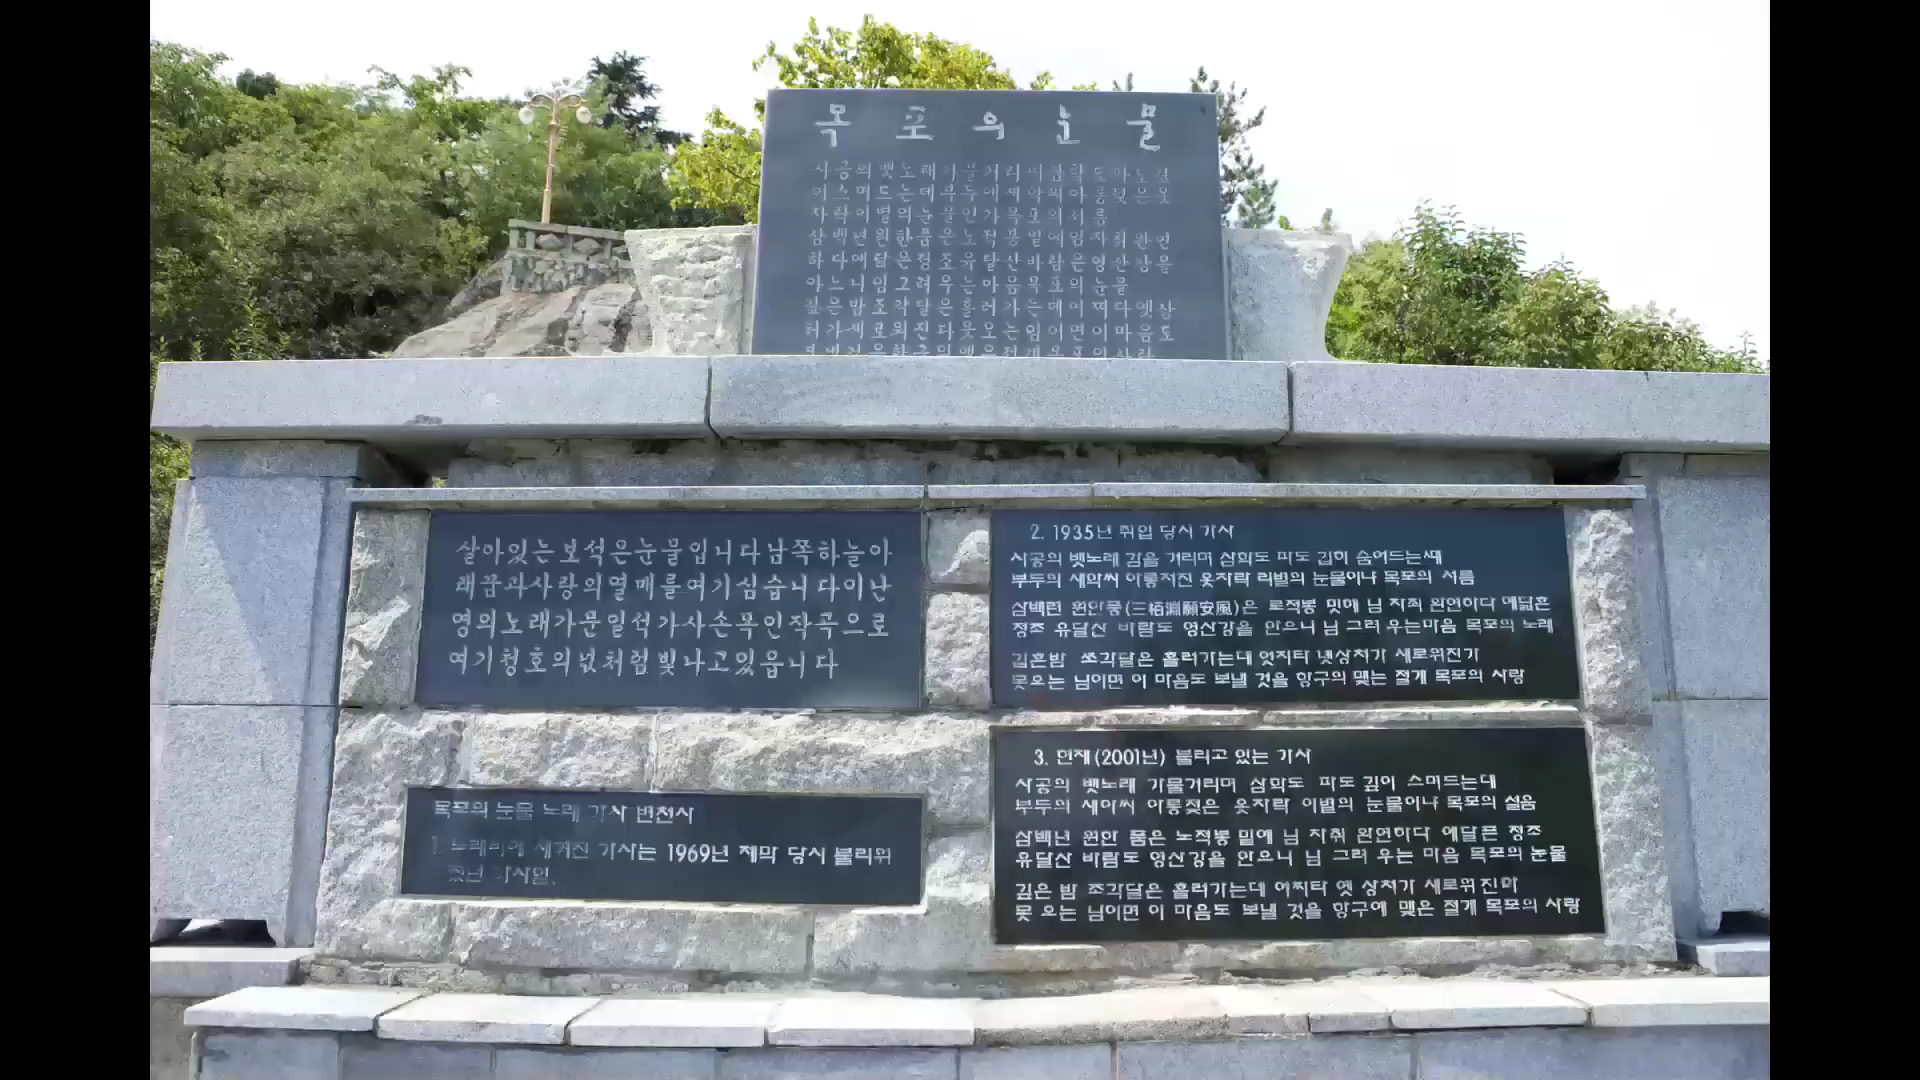 목포의눈물
사공의뱃노래가물거리며삼학도파도깊
이스며드는데부두에새악씨아롱젖은옷
자락이별의눈물인가목포의서름
삼백년원한품은노적봉밑에임자취완연
하다애닲은정조유달산바람은영산강을
아느니임그려우는마음목포의눈물
깊은밤조각달은흘러가는데어찌다옛상
처가새로워진다못오는임이면이마음도
살아있는보석은눈물입니다남쪽하늘아
래꿈과사랑의열매를여기심습니다이난
영의노래가문일석가사손목인작곡으로
여기청호의넋처럼빛나고있읍니다
목포의 눈물 노래 가사 변천사
1. 노래비에 새겨진 가사는 1969년 제막 당시 불리워
졌던 가사임.
2. 1935년 취입 당시 가사
사공의 뱃노래 감을 거리며 삼학도 파도 깁히 숨어드는때
부두의 새악씨 아롱저진 옷자락 리별의 눈물이냐 목포의 서름
삼백련 원안풍(三栢淵願安風)은 로적봉 밋헤 님 자최 완연하다 애닯흔
정조 유달산 바람도 영산강을 안으니 님 그려 우는마음 목포의 노래
깁흔밤 쪼각달은 흘러가는데 엇지타 녯상처가 새로워진가
못오는 님이면 이 마음도 보낼 것을 항구의 맺는 절개 목포의 사랑
3. 현재(2001년) 불리고 있는 가사
사공의 뱃노래 가물거리며 삼학도 파도 깊이 스며드는데
부두의 새아씨 아롱젖은 옷자락 이별의 눈물이냐 목포의 설음
삼백년 원한 품은 노적봉 밑에 님 자취 완연하다 애달픈 정조
유달산 바람도 영산강을 안으니 님 그려 우는 마음 목포의 눈물
깊은 밤 조각달은 흘러가는데 어찌타 옛 상처가 새로워진다
못 오는 님이면 이 마음도 보낼 것을 항구에 맺은 절개 목포의 사랑